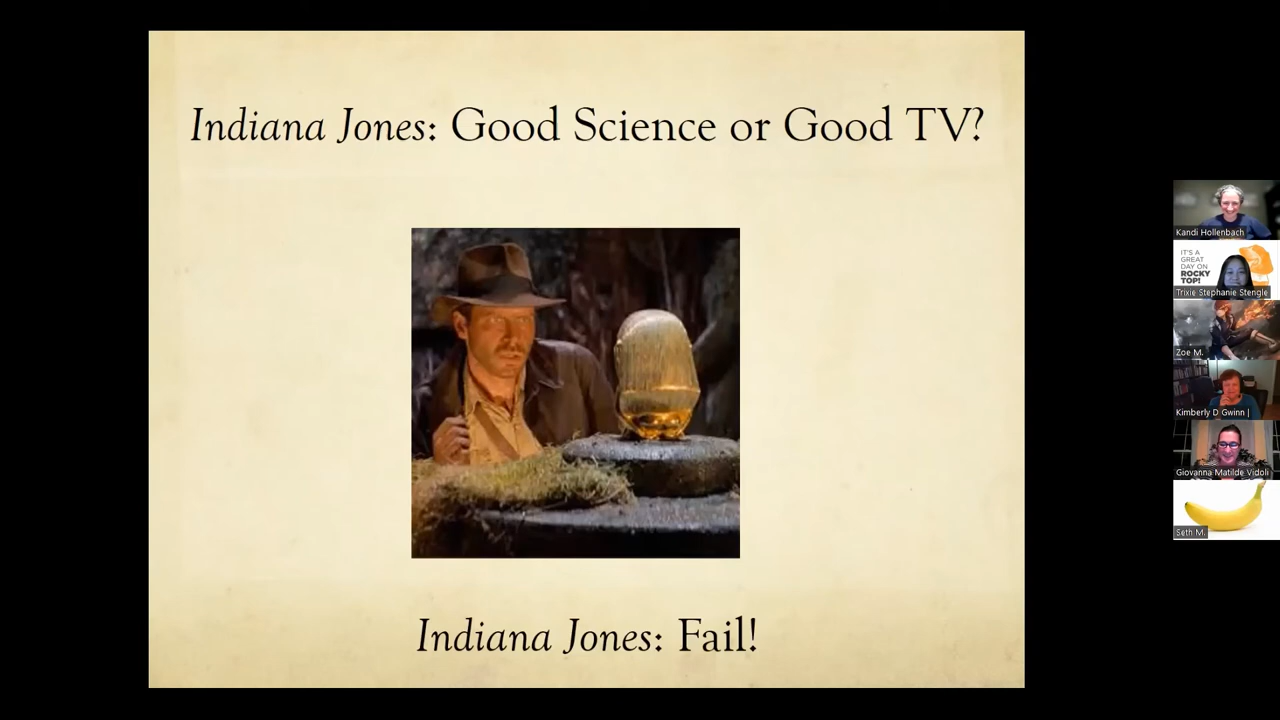 Indiana Jones: Good Science or Good TV?
Indiana Jones: Fail!
Kandi Hollenbach
IT'S A
GREAT
DAY ON
ROCKY
TOP!
Trixie Stephanie Stengle
Zoe M.
Kimberly D Gwinn |
Giovanna Matilde Vidoli
Seth M.